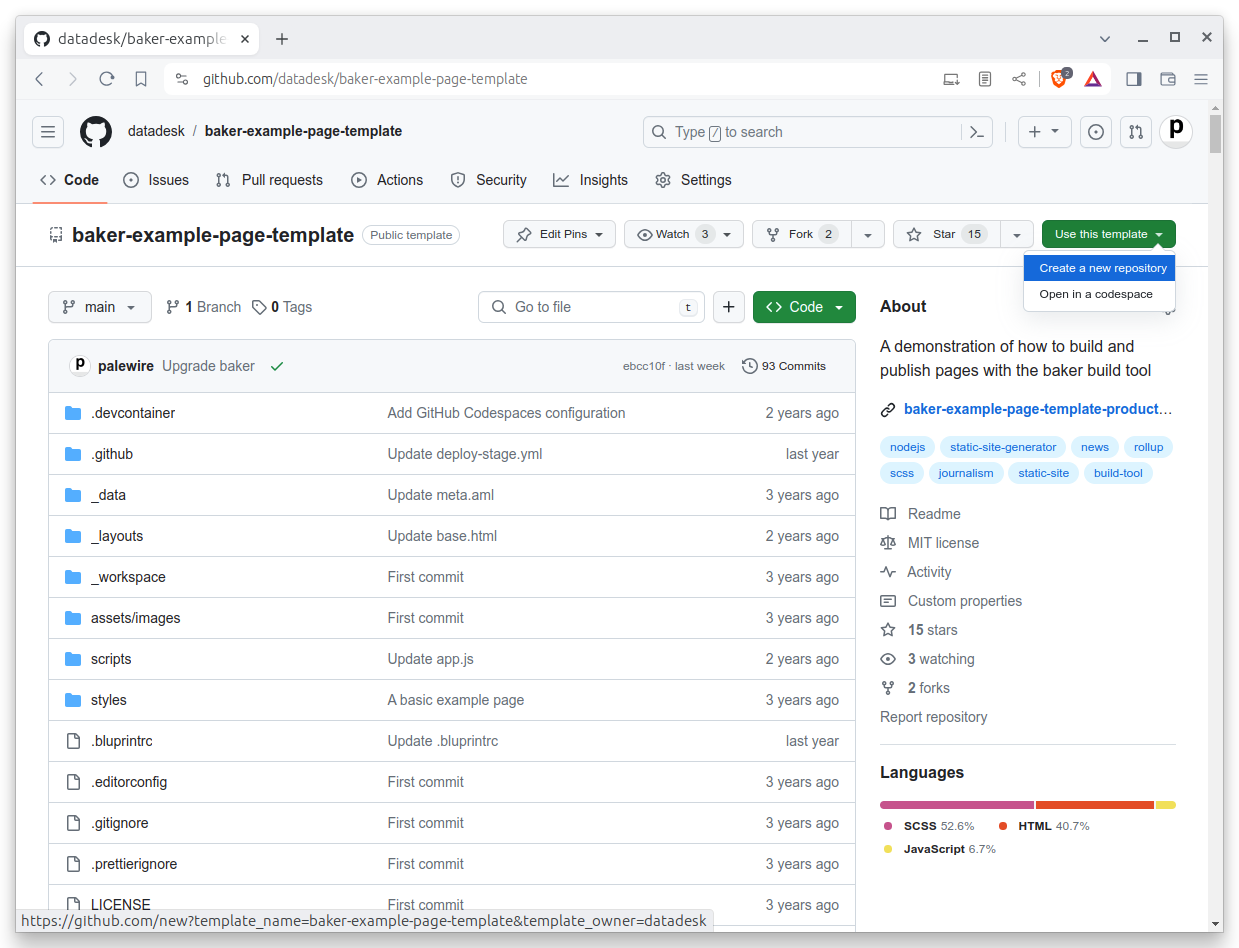 datadesk/baker-example
github.com/datadesk/baker-example-page-template
2
datadesk / baker-example-page-template
Type / to search
p
Code Issues Pull requests Actions Security Insights Settings
baker-example-page-template Public template
Edit Pins Watch 3 Fork 2 Star 15 Use this template
Create a new repository
Open in a codespace
main 1 Branch 0 Tags Go to file t Code
p palewire Upgrade baker ebcc10f · last week 93 Commits
.devcontainer Add GitHub Codespaces configuration 2 years ago
.github Update deploy-stage.yml last year
_data Update meta.aml 3 years ago
_layouts Update base.html 2 years ago
_workspace First commit 3 years ago
assets/images First commit 3 years ago
scripts Update app.js 2 years ago
styles A basic example page 3 years ago
.bluprintrc Update .bluprintrc last year
.editorconfig First commit 3 years ago
.gitignore First commit 3 years ago
.prettierignore First commit 3 years ago
LICENSE First commit 3 years ago
About
A demonstration of how to build and
publish pages with the baker build tool
baker-example-page-template-product…
nodejs static-site-generator news rollup
scss journalism static-site build-tool
Readme
MIT license
Activity
Custom properties
15 stars
3 watching
2 forks
Report repository
Languages
SCSS 52.6% HTML 40.7%
JavaScript 6.7%
https://github.com/new?template_name=baker-example-page-template&template_owner=datadesk